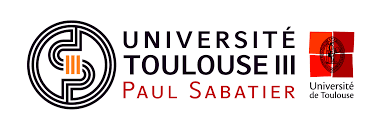 UNIVERSITÉ
TOULOUSE III
PAUL SABATIER
Université
de Toulouse